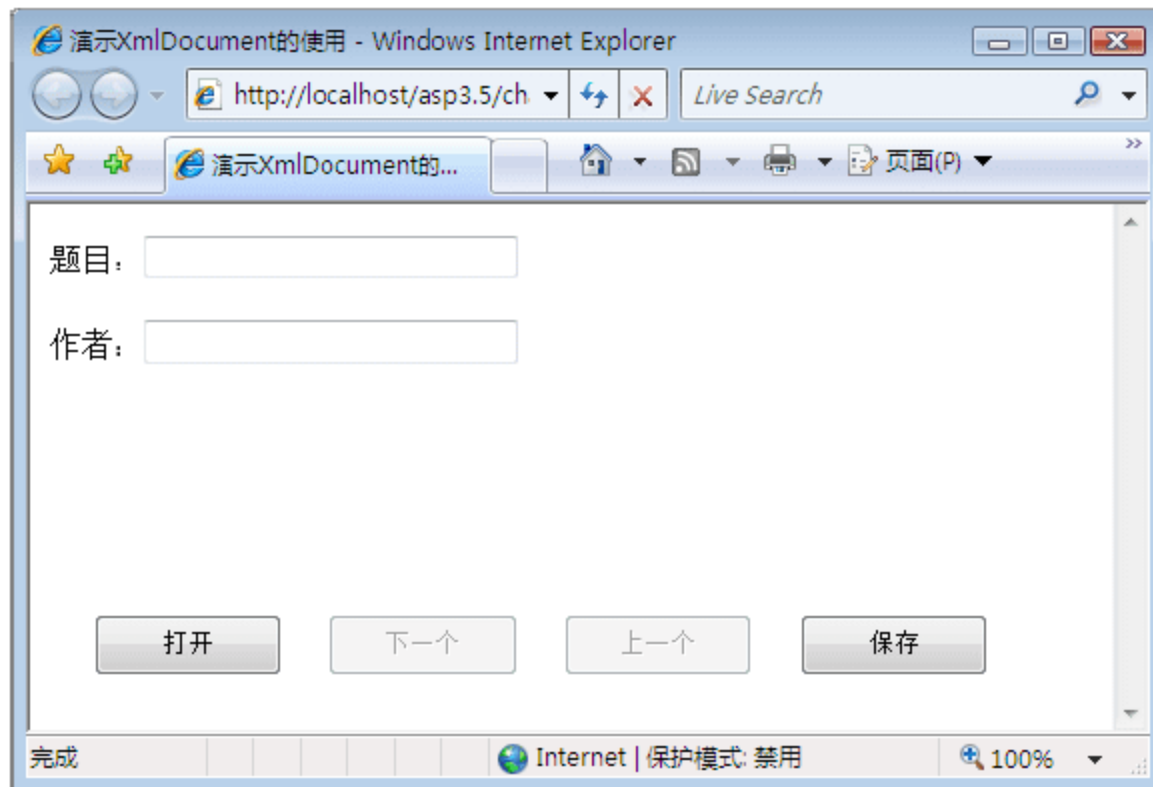 演示XmlDocument的使用 - Windows Internet Explorer
http://localhost/asp3.5/ch
Live Search
演示XmlDocument的...
页面(P)
题目：
作者：
打开 下一个 上一个 保存
完成 Internet | 保护模式: 禁用 100%